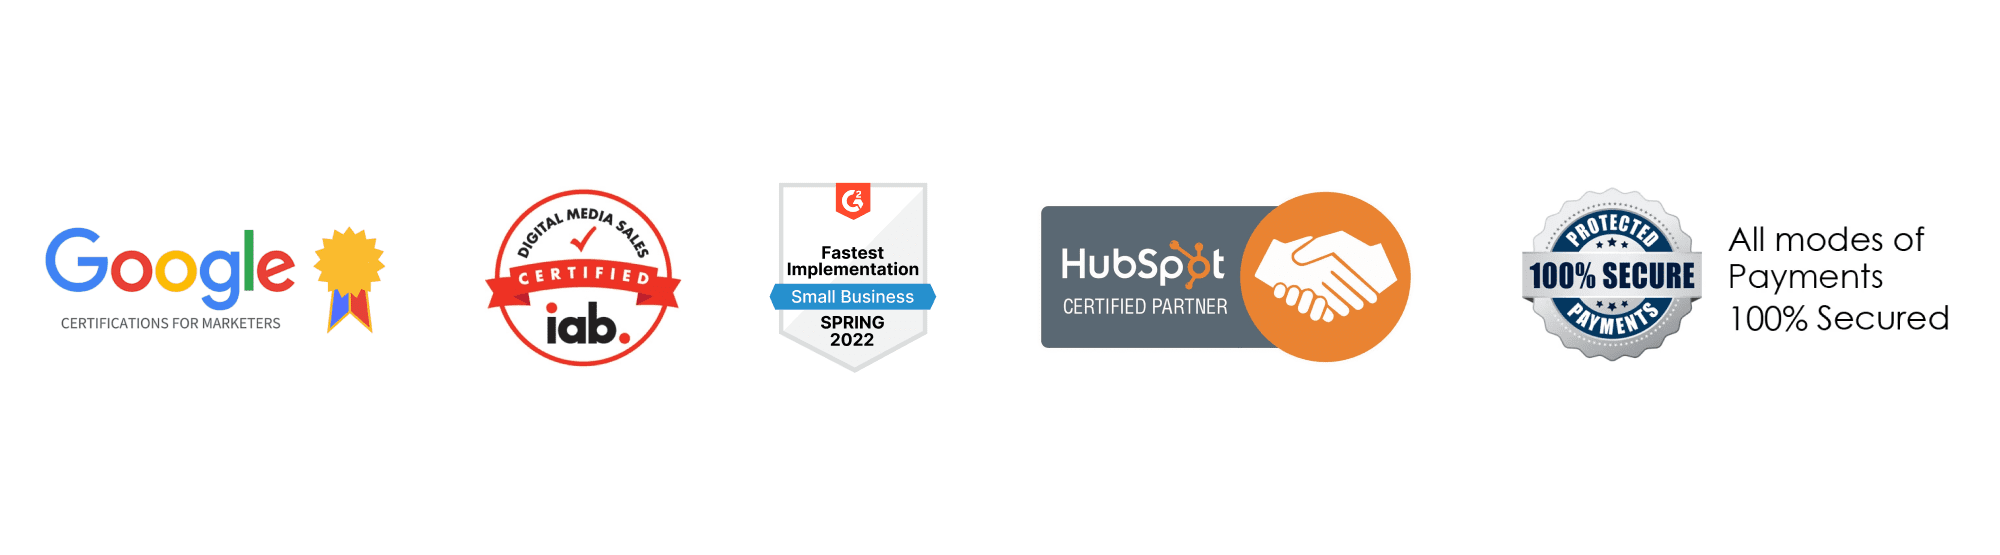 Google
CERTIFICATIONS FOR MARKETERS
DIGITAL MEDIA SALES
CERTIFIED
iab.
G2
Fastest
Implementation
Small Business
SPRING
2022
HubSpot
CERTIFIED PARTNER
PROTECTED
100% SECURE
PAYMENTS
All modes of
Payments
100% Secured